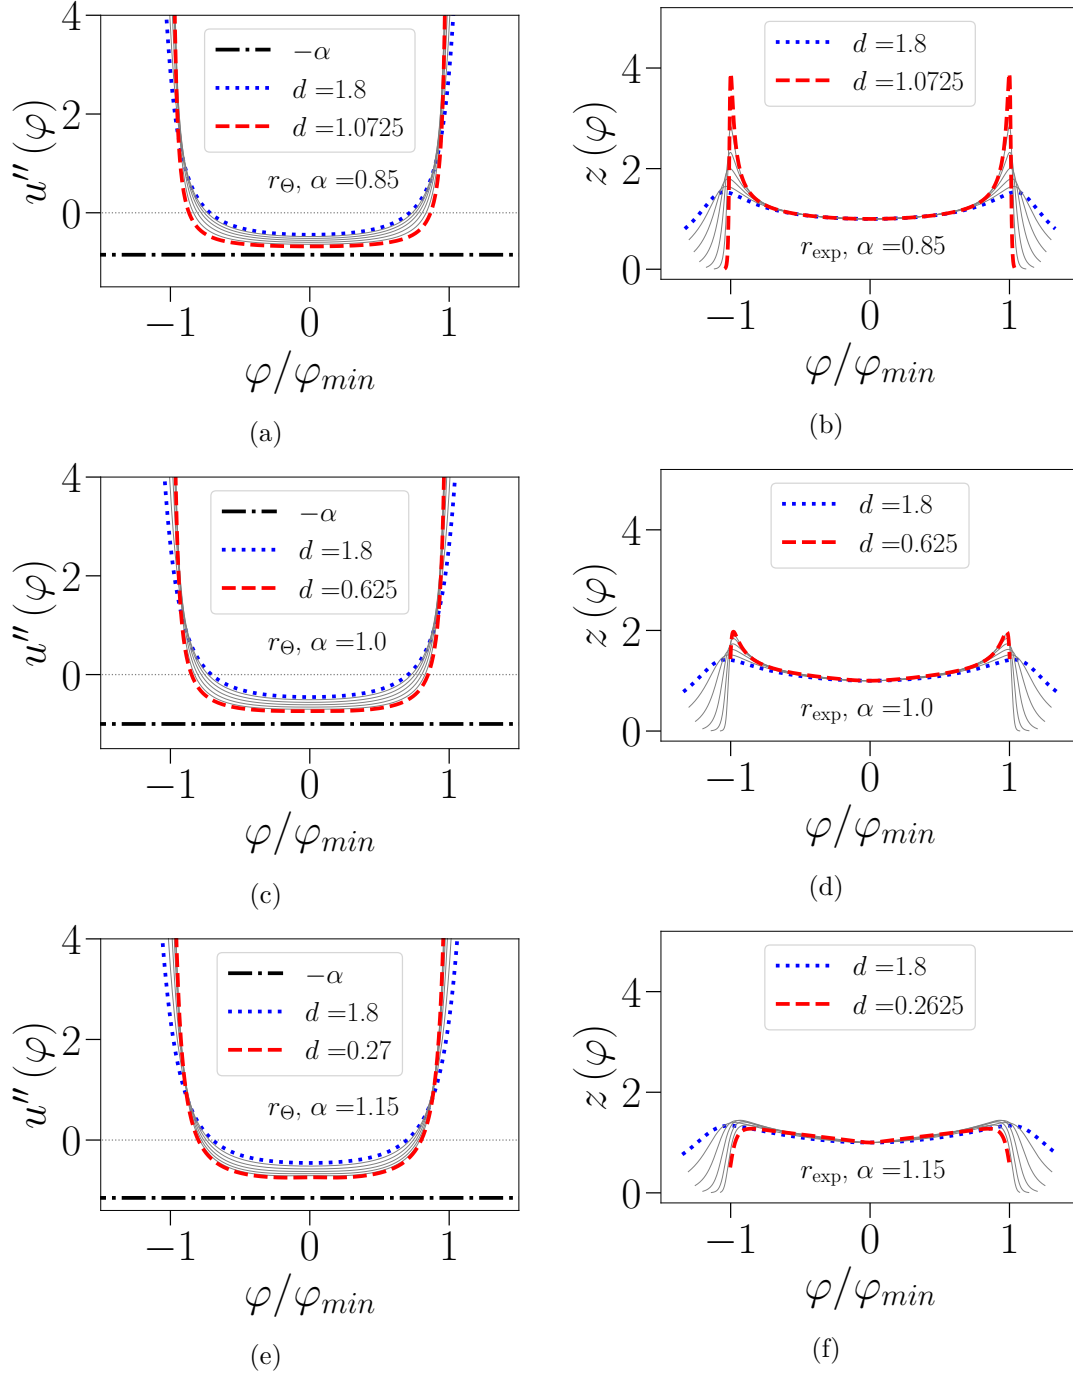 4
2
0
u″(φ)
−α
d =1.8
d =1.0725
r_Θ, α =0.85
−1 0 1
φ/φ_min
(a)
4
2
0
z(φ)
d =1.8
d =1.0725
r_exp, α =0.85
−1 0 1
φ/φ_min
(b)
4
2
0
u″(φ)
−α
d =1.8
d =0.625
r_Θ, α =1.0
−1 0 1
φ/φ_min
(c)
4
2
0
z(φ)
d =1.8
d =0.625
r_exp, α =1.0
−1 0 1
φ/φ_min
(d)
4
2
0
u″(φ)
−α
d =1.8
d =0.27
r_Θ, α =1.15
−1 0 1
φ/φ_min
(e)
4
2
0
z(φ)
d =1.8
d =0.2625
r_exp, α =1.15
−1 0 1
φ/φ_min
(f)